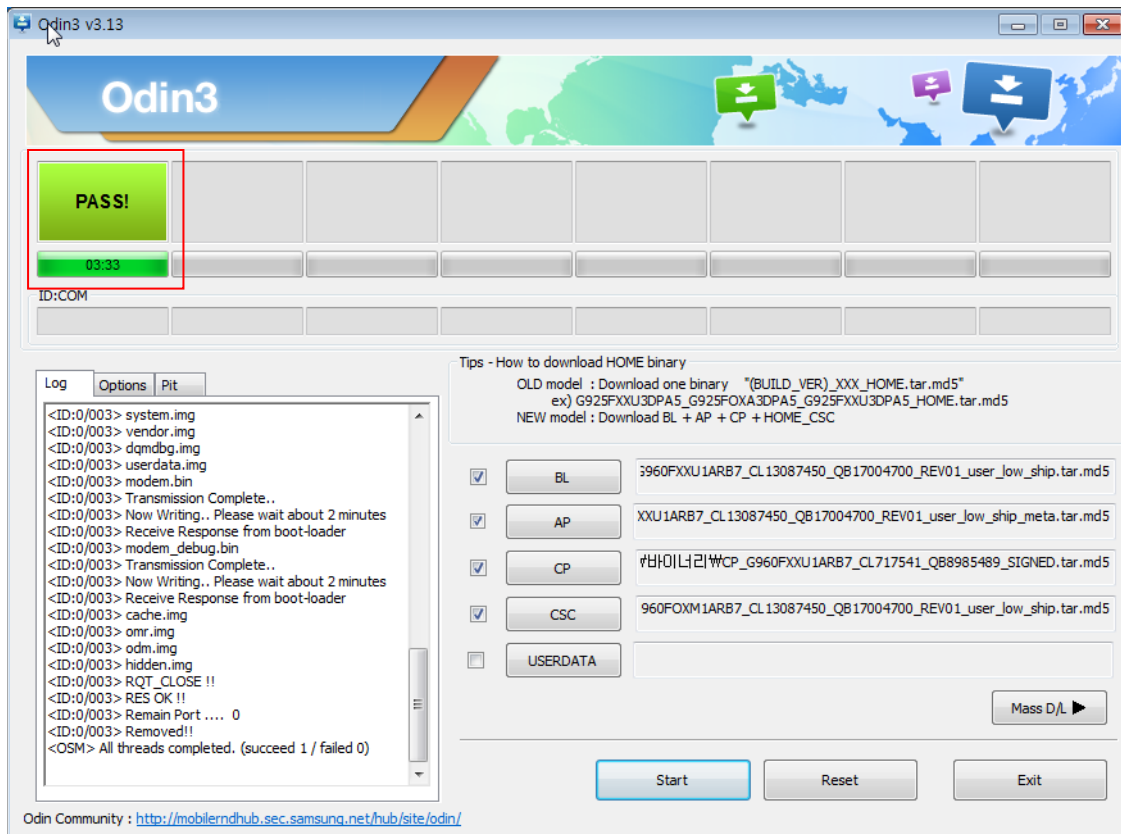 Odin3 v3.13
Odin3
PASS!
03:33
ID:COM
Log
Options
Pit
<ID:0/003> system.img
<ID:0/003> vendor.img
<ID:0/003> dqmdbg.img
<ID:0/003> userdata.img
<ID:0/003> modem.bin
<ID:0/003> Transmission Complete..
<ID:0/003> Now Writing.. Please wait about 2 minutes
<ID:0/003> Receive Response from boot-loader
<ID:0/003> modem_debug.bin
<ID:0/003> Transmission Complete..
<ID:0/003> Now Writing.. Please wait about 2 minutes
<ID:0/003> Receive Response from boot-loader
<ID:0/003> cache.img
<ID:0/003> omr.img
<ID:0/003> odm.img
<ID:0/003> hidden.img
<ID:0/003> RQT_CLOSE !!
<ID:0/003> RES OK !!
<ID:0/003> Remain Port .... 0
<ID:0/003> Removed!!
<OSM> All threads completed. (succeed 1 / failed 0)
Tips - How to download HOME binary
OLD model : Download one binary "(BUILD_VER)_XXX_HOME.tar.md5"
ex) G925FXXU3DPA5_G925FOXA3DPA5_G925FXXU3DPA5_HOME.tar.md5
NEW model : Download BL + AP + CP + HOME_CSC
BL
G960FXXU1ARB7_CL13087450_QB17004700_REV01_user_low_ship.tar.md5
AP
XXU1ARB7_CL13087450_QB17004700_REV01_user_low_ship_meta.tar.md5
CP
바이너리₩CP_G960FXXU1ARB7_CL717541_QB8985489_SIGNED.tar.md5
CSC
960FOXM1ARB7_CL13087450_QB17004700_REV01_user_low_ship.tar.md5
USERDATA
Mass D/L ▶
Start
Reset
Exit
Odin Community : http://mobilerndhub.sec.samsung.net/hub/site/odin/